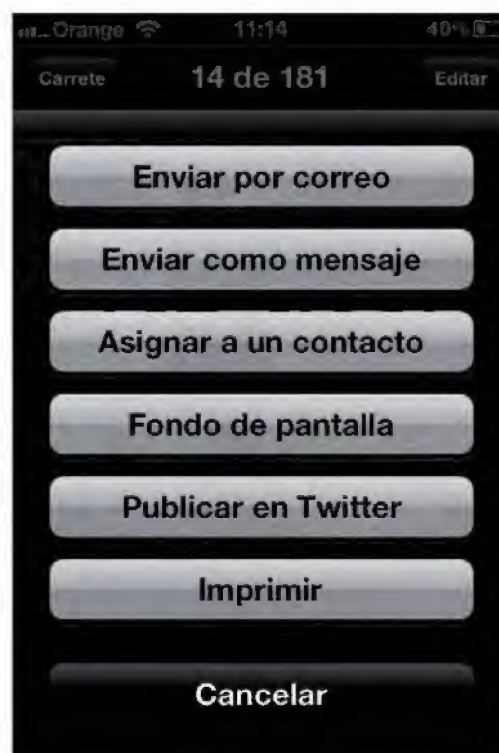 Orange 11:14 40%
Carrete 14 de 181 Editar
Enviar por correo
Enviar como mensaje
Asignar a un contacto
Fondo de pantalla
Publicar en Twitter
Imprimir
Cancelar